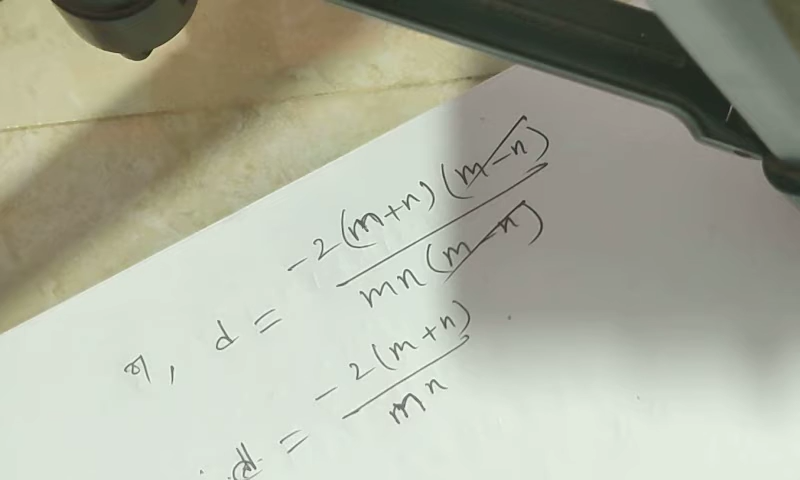 বা, d = -2(m+n)(m-n) / mn(m-n)
∴ d = -2(m+n) / mn